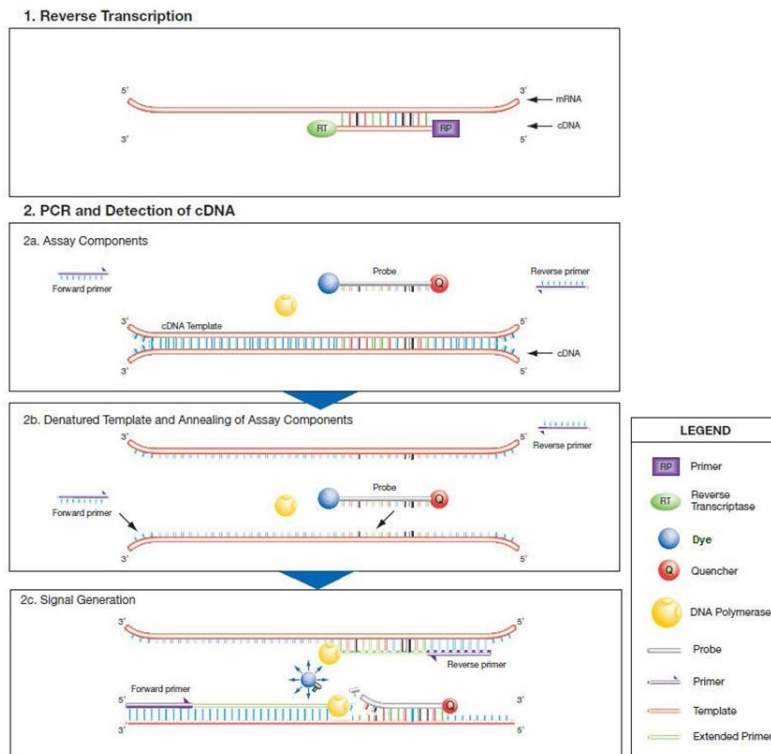 1. Reverse Transcription
5'
3'
mRNA
RT
RP
cDNA
3'
5'
2. PCR and Detection of cDNA
2a. Assay Components
Forward primer
Probe
Q
Reverse primer
3'
cDNA Template
5'
cDNA
3'
5'
2b. Denatured Template and Annealing of Assay Components
3'
5'
Reverse primer
Forward primer
Probe
Q
3'
5'
2c. Signal Generation
3'
5'
Reverse primer
Forward primer
5'
Q
3'
LEGEND
RP Primer
RT Reverse
Transcriptase
Dye
Q Quencher
DNA Polymerase
Probe
Primer
Template
Extended Primer